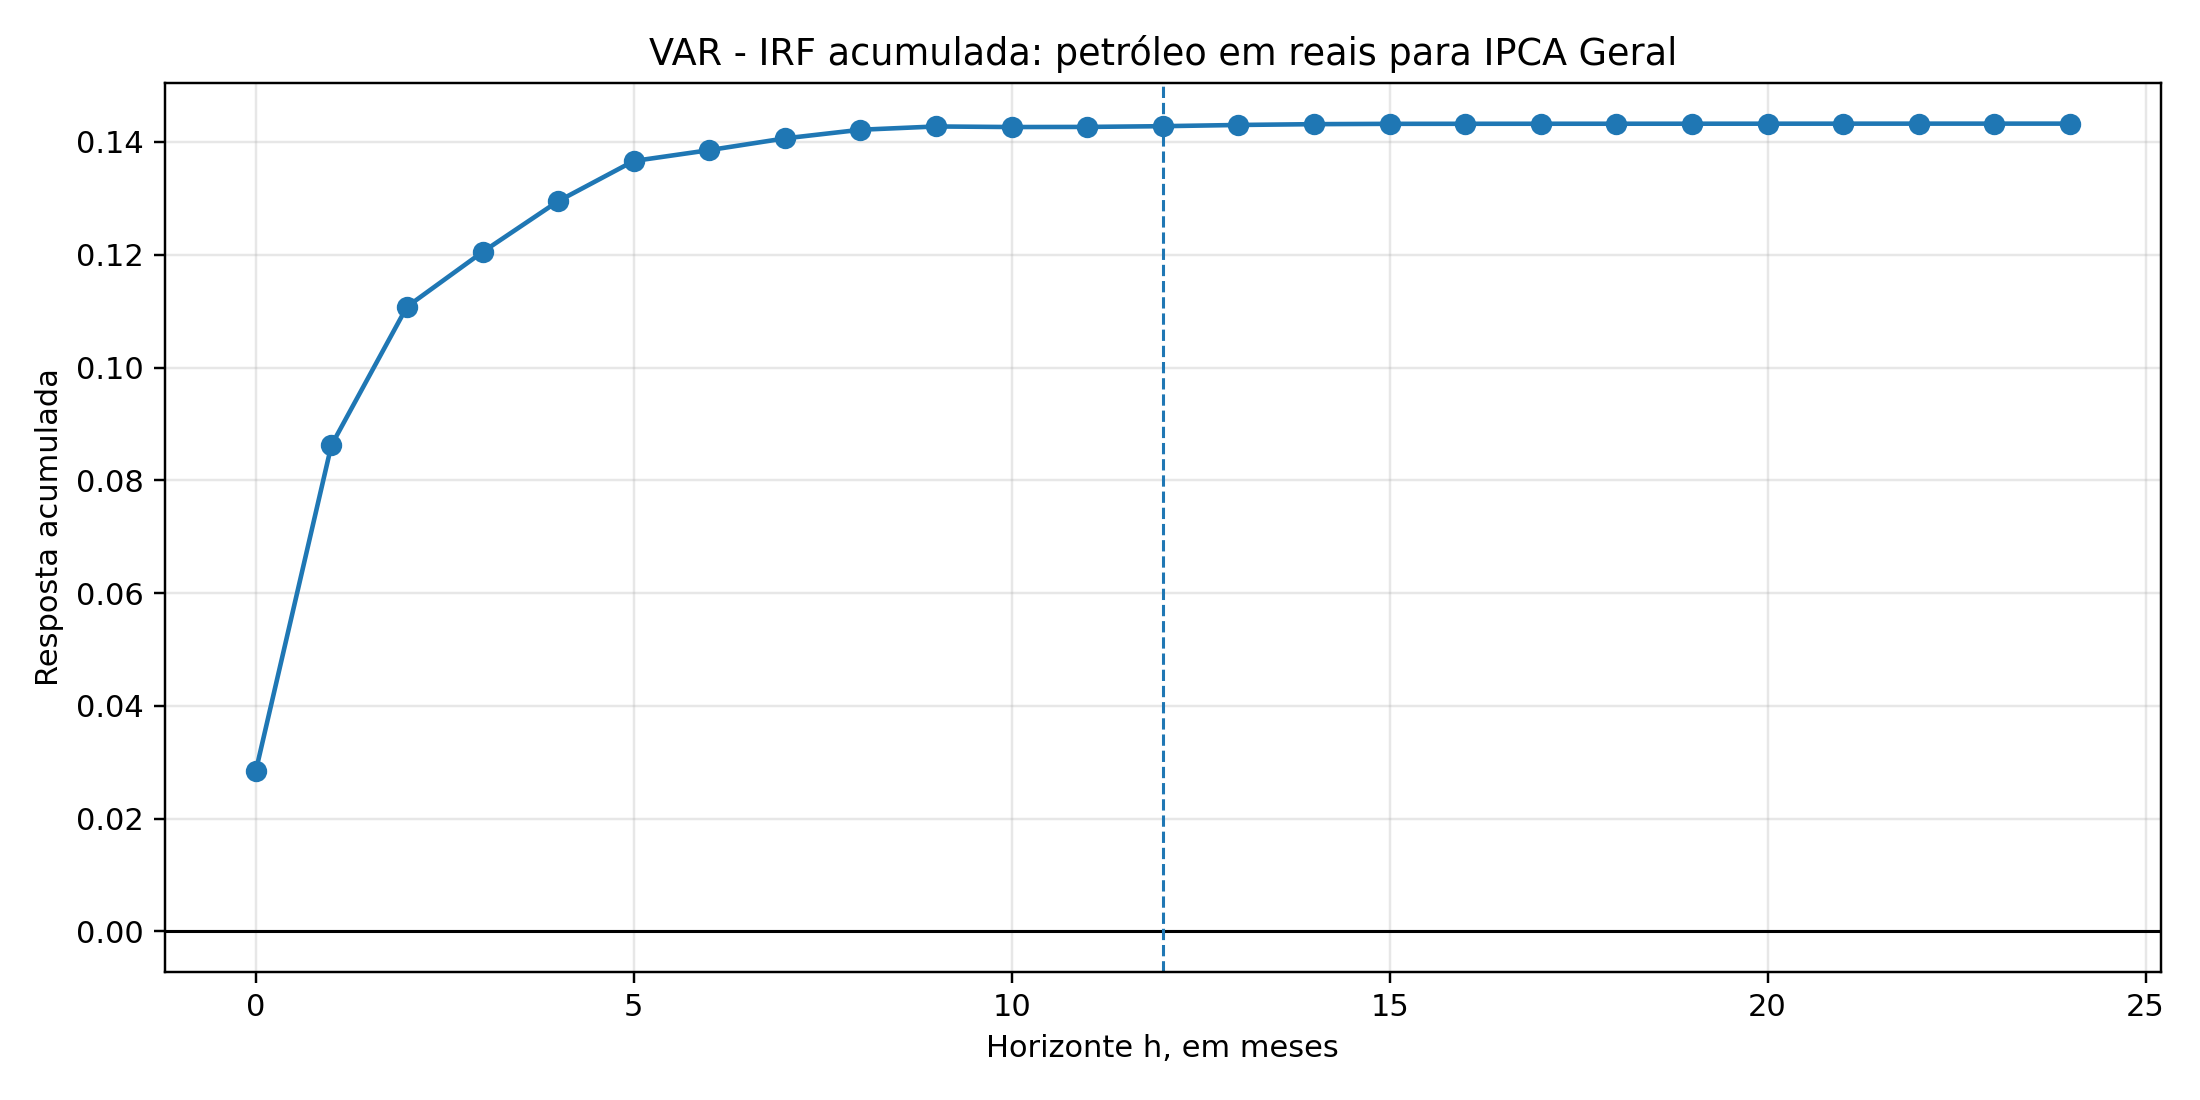 VAR - IRF acumulada: petróleo em reais para IPCA Geral
Resposta acumulada
0.14
0.12
0.10
0.08
0.06
0.04
0.02
0.00
0 5 10 15 20 25
Horizonte h, em meses